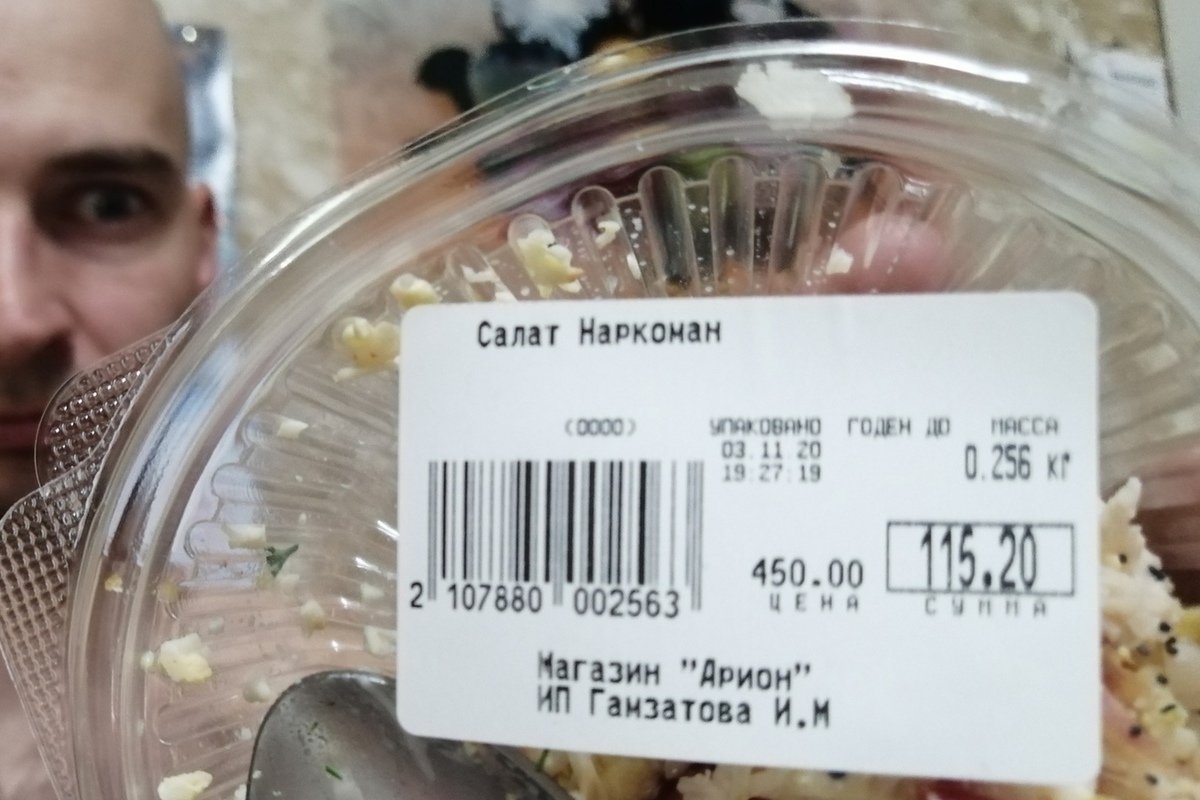 Салат Наркоман
(0000)
УПАКОВАНО ГОДЕН ДО МАССА
03.11 20
19:27:19
0.256 кг
115.20
450.00
ЦЕНА
СУММА
2 107880 002563
Магазин "Арион"
ИП Гамзатова И.М